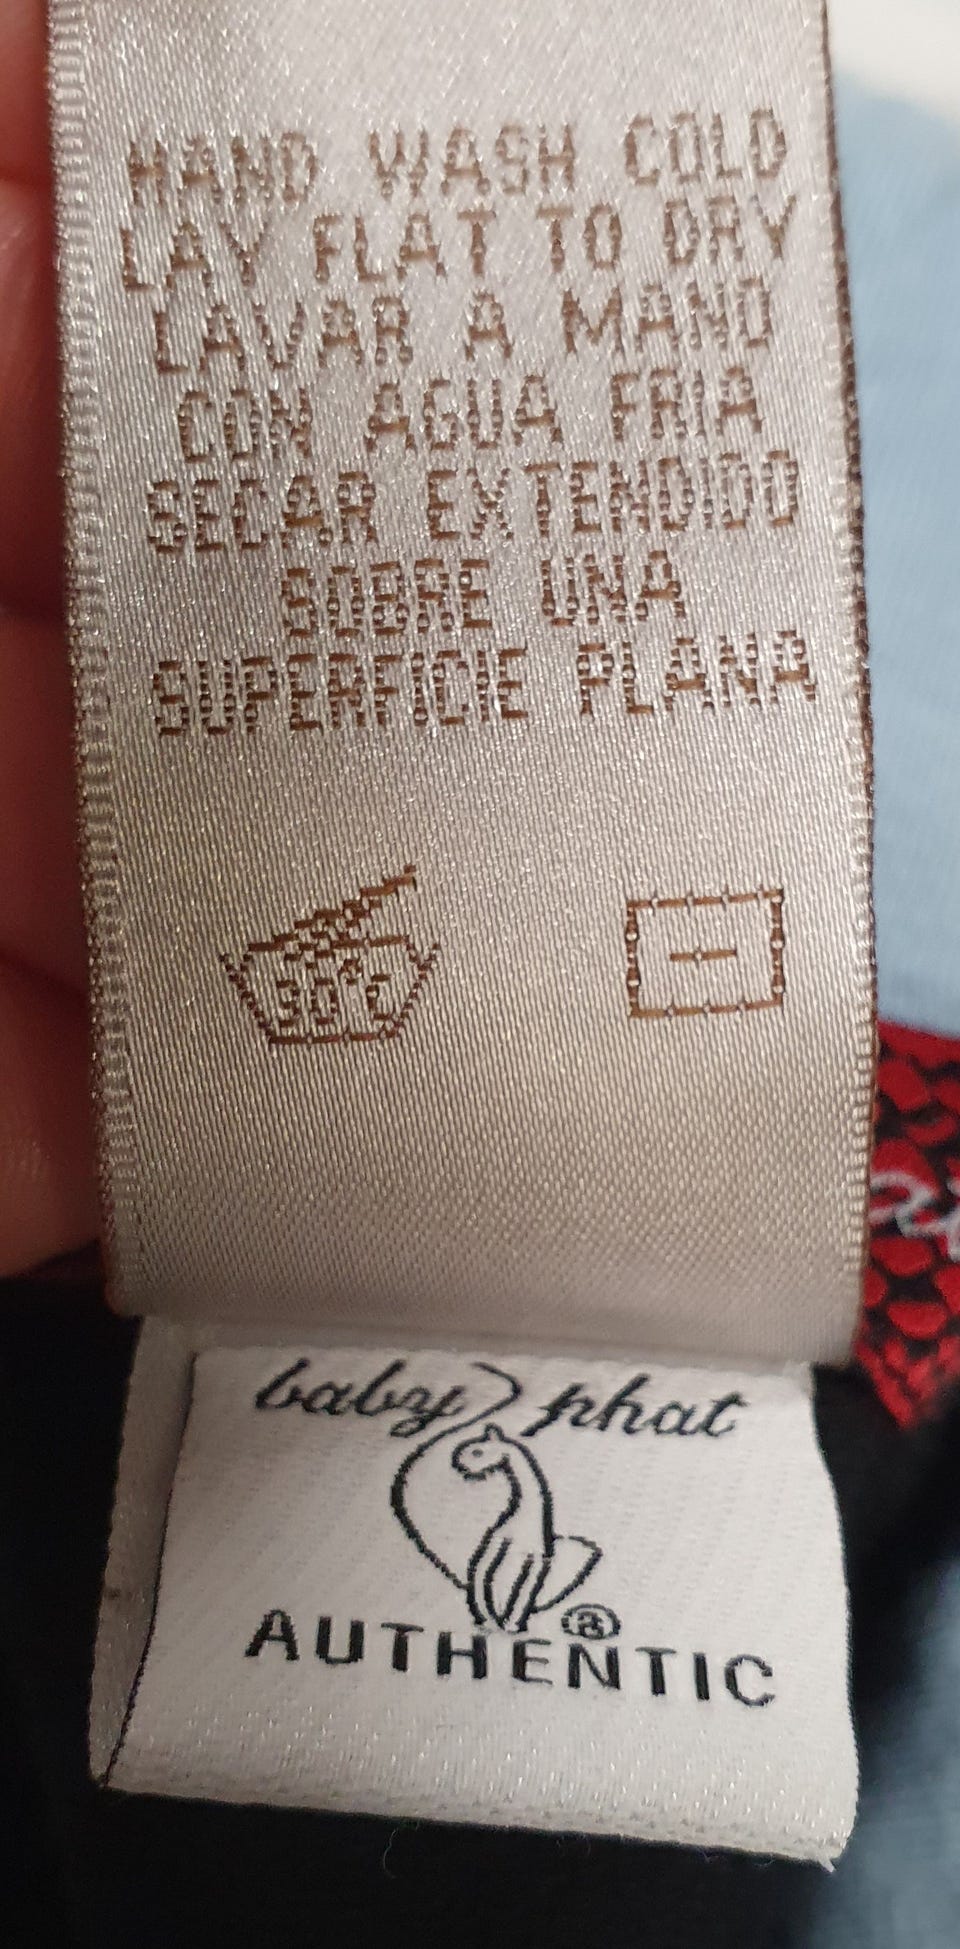 HAND WASH COLD
LAY FLAT TO DRY
LAVAR A MANO
CON AGUA FRIA
SECAR EXTENDIDO
SOBRE UNA
SUPERFICIE PLANA
30°C
baby phat
®
AUTHENTIC